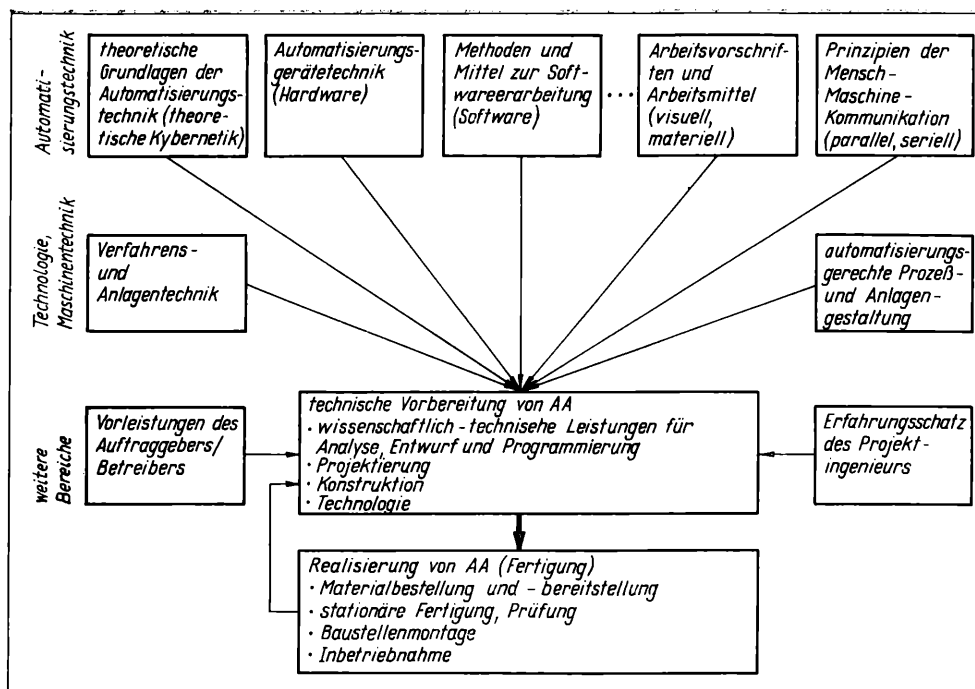 Automati-
sierungstechnik
theoretische
Grundlagen der
Automatisierungs-
technik (theore-
tische Kybernetik)
Automatisierungs-
gerätetechnik
(Hardware)
Methoden und
Mittel zur Soft-
wareerarbeitung
(Software)
...
Arbeitsvorschrif-
ten und
Arbeitsmittel
(visuell,
materiell)
Prinzipien der
Mensch-
Maschine-
Kommunikation
(parallel, seriell)
Technologie,
Maschinentechnik
Verfahrens-
und
Anlagentechnik
automatisierungs-
gerechte Prozeß-
und Anlagen-
gestaltung
weitere
Bereiche
Vorleistungen des
Auftraggebers/
Betreibers
technische Vorbereitung von AA
· wissenschaftlich-technisehe Leistungen für
Analyse, Entwurf und Programmierung
· Projektierung
· Konstruktion
· Technologie
Erfahrungsschatz
des Projekt-
ingenieurs
Realisierung von AA (Fertigung)
· Materialbestellung und -bereitstellung
· stationäre Fertigung, Prüfung
· Baustellenmontage
· Inbetriebnahme